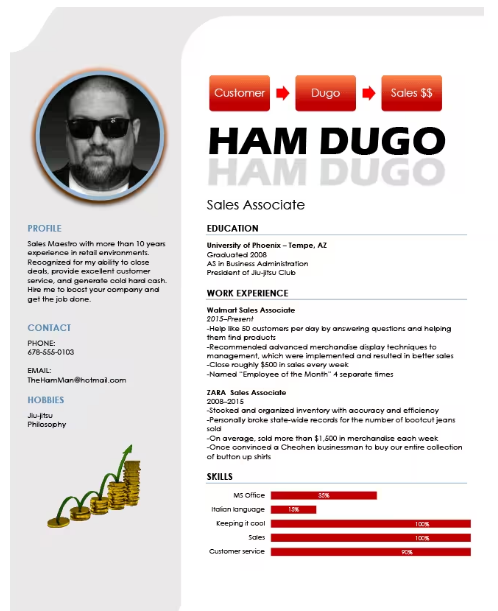 Customer
Dugo
Sales $$
HAM DUGO
HAM DUGO
Sales Associate
PROFILE
Sales Maestro with more than 10 years
experience in retail environments.
Recognized for my ability to close
deals, provide excellent customer
service, and generate cold hard cash.
Hire me to boost your company and
get the job done.
CONTACT
PHONE:
678-555-0103
EMAIL:
TheHamMan@hotmail.com
HOBBIES
Jiu-jitsu
Philosophy
EDUCATION
University of Phoenix – Tempe, AZ
Graduated 2008
AS in Business Administration
President of Jiu-jitsu Club
WORK EXPERIENCE
Walmart Sales Associate
2015–Present
-Help like 50 customers per day by answering questions and helping
them find products
-Recommended advanced merchandise display techniques to
management, which were implemented and resulted in better sales
-Close roughly $500 in sales every week
-Named "Employee of the Month" 4 separate times
ZARA Sales Associate
2008–2015
-Stocked and organized inventory with accuracy and efficiency
-Personally broke state-wide records for the number of bootcut jeans
sold
-On average, sold more than $1,500 in merchandise each week
-Once convinced a Chechen businessman to buy our entire collection
of button up shirts
SKILLS
MS Office 35%
Italian language 15%
Keeping it cool 100%
Sales 100%
Customer service 90%